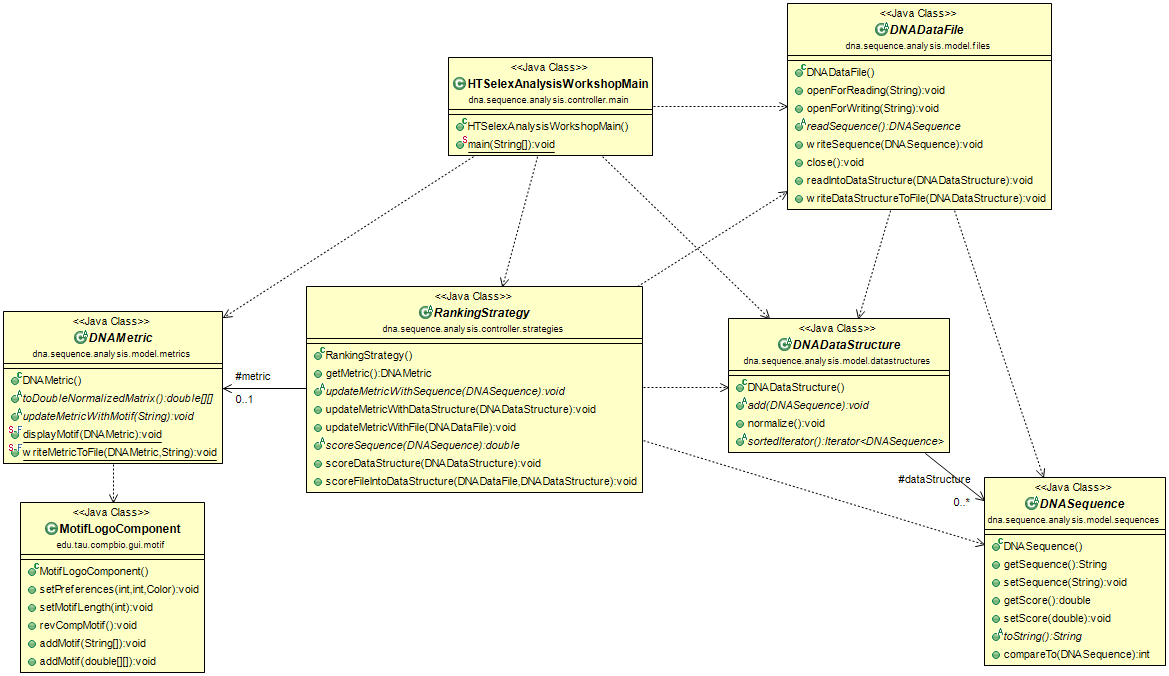 <<Java Class>>
DNADataFile
dna.sequence.analysis.model.files
DNADataFile()
openForReading(String):void
openForWriting(String):void
readSequence():DNASequence
writeSequence(DNASequence):void
close():void
readIntoDataStructure(DNADataStructure):void
writeDataStructureToFile(DNADataStructure):void
<<Java Class>>
HTSelexAnalysisWorkshopMain
dna.sequence.analysis.controller.main
HTSelexAnalysisWorkshopMain()
main(String[]):void
<<Java Class>>
DNAMetric
dna.sequence.analysis.model.metrics
DNAMetric()
toDoubleNormalizedMatrix():double[][]
updateMetricWithMotif(String):void
displayMotif(DNAMetric):void
writeMetricToFile(DNAMetric,String):void
#metric
0..1
<<Java Class>>
RankingStrategy
dna.sequence.analysis.controller.strategies
RankingStrategy()
getMetric():DNAMetric
updateMetricWithSequence(DNASequence):void
updateMetricWithDataStructure(DNADataStructure):void
updateMetricWithFile(DNADataFile):void
scoreSequence(DNASequence):double
scoreDataStructure(DNADataStructure):void
scoreFileIntoDataStructure(DNADataFile,DNADataStructure):void
<<Java Class>>
DNADataStructure
dna.sequence.analysis.model.datastructures
DNADataStructure()
add(DNASequence):void
normalize():void
sortedIterator():Iterator<DNASequence>
#dataStructure
0..*
<<Java Class>>
MotifLogoComponent
edu.tau.compbio.gui.motif
MotifLogoComponent()
setPreferences(int,int,Color):void
setMotifLength(int):void
revCompMotif():void
addMotif(String[]):void
addMotif(double[][]):void
<<Java Class>>
DNASequence
dna.sequence.analysis.model.sequences
DNASequence()
getSequence():String
setSequence(String):void
getScore():double
setScore(double):void
toString():String
compareTo(DNASequence):int